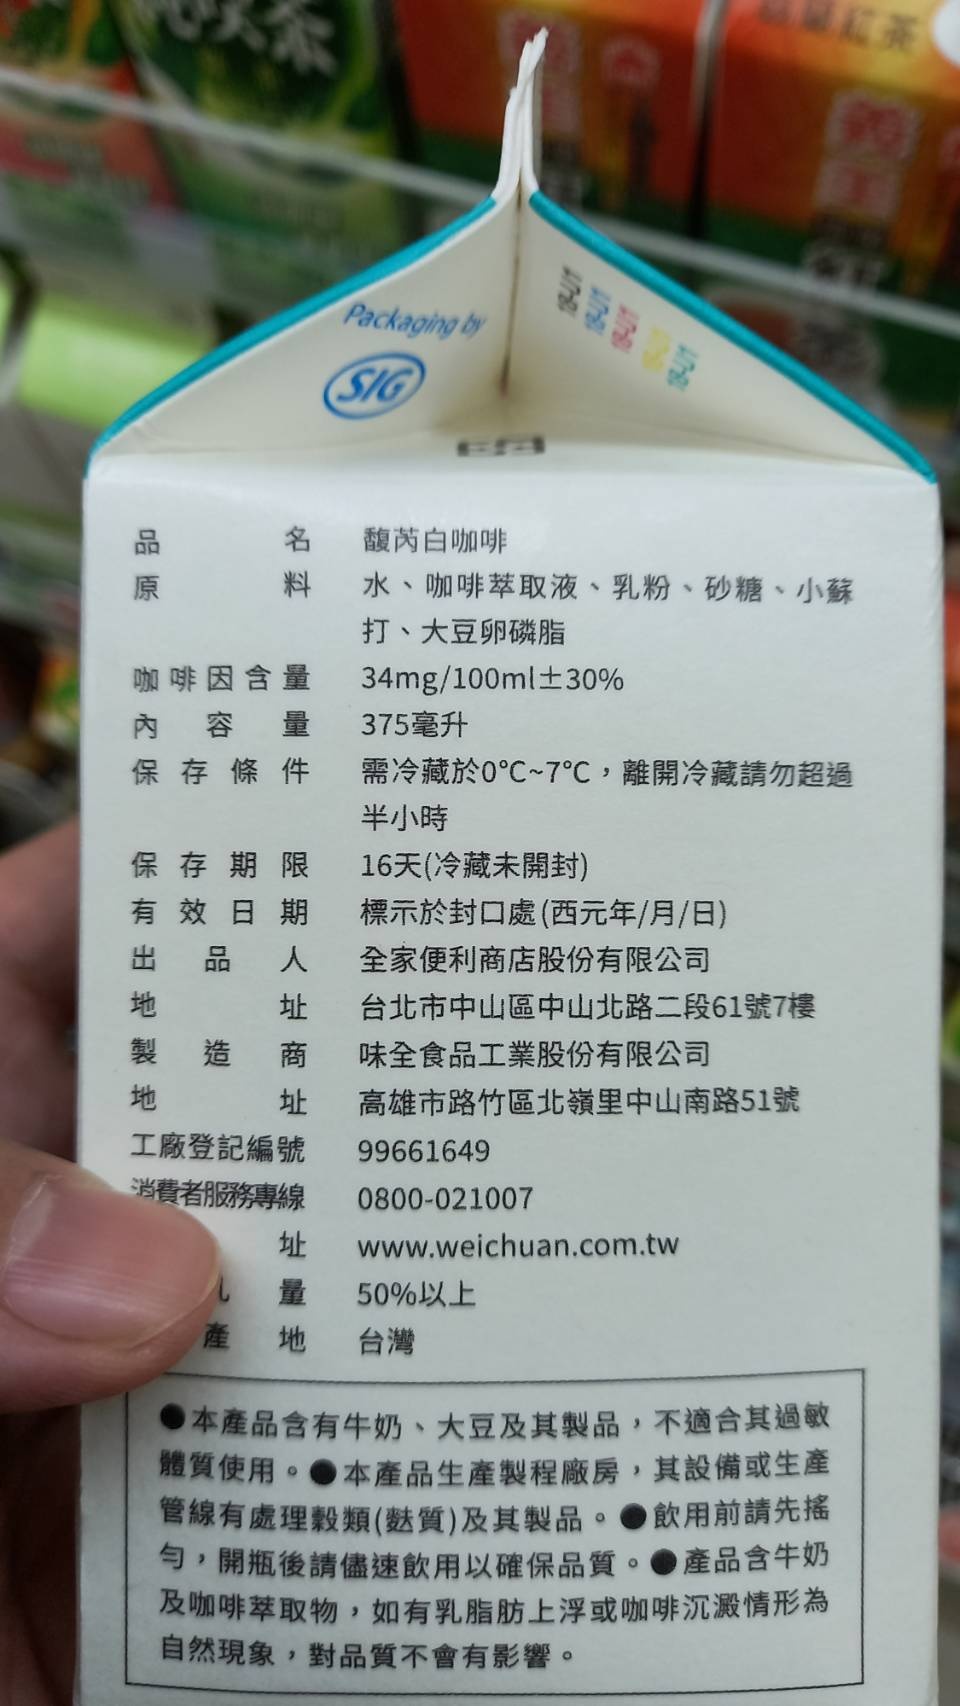 Packaging by
SIG
品名 馥芮白咖啡
原料 水、咖啡萃取液、乳粉、砂糖、小蘇
打、大豆卵磷脂
咖啡因含量 34mg/100ml±30%
內容量 375毫升
保存條件 需冷藏於0°C~7°C，離開冷藏請勿超過
半小時
保存期限 16天(冷藏未開封)
有效日期 標示於封口處(西元年/月/日)
出品人 全家便利商店股份有限公司
地址 台北市中山區中山北路二段61號7樓
製造商 味全食品工業股份有限公司
地址 高雄市路竹區北嶺里中山南路51號
工廠登記編號 99661649
消費者服務專線 0800-021007
址 www.weichuan.com.tw
量 50%以上
產地 台灣
●本產品含有牛奶、大豆及其製品，不適合其過敏
體質使用。●本產品生產製程廠房，其設備或生產
管線有處理穀類(麩質)及其製品。●飲用前請先搖
勻，開瓶後請儘速飲用以確保品質。●產品含牛奶
及咖啡萃取物，如有乳脂肪上浮或咖啡沉澱情形為
自然現象，對品質不會有影響。